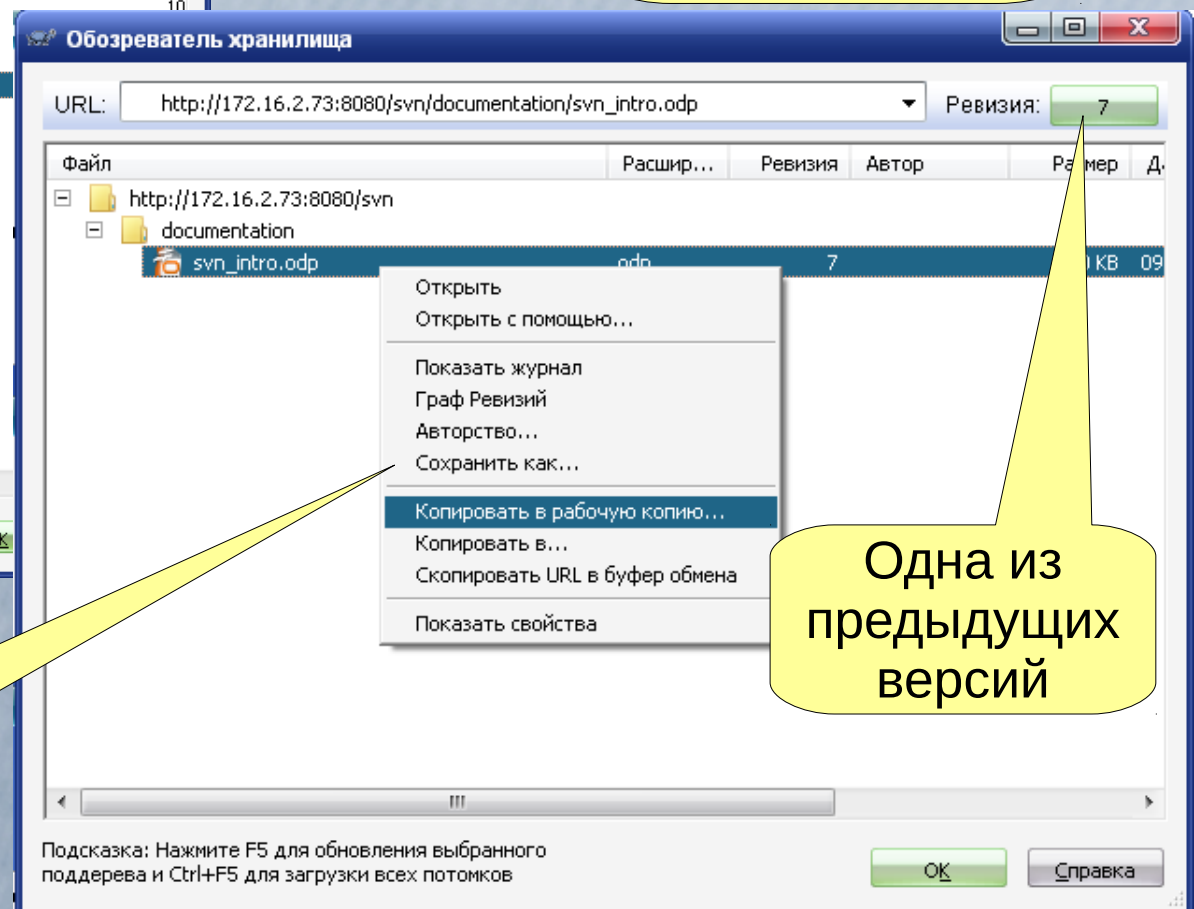 10
Обозреватель хранилища
URL: http://172.16.2.73:8080/svn/documentation/svn_intro.odp Ревизия: 7
Файл Расшир... Ревизия Автор Размер
http://172.16.2.73:8080/svn
documentation
svn_intro.odp odp 7 KB 09
Открыть
Открыть с помощью...
Показать журнал
Граф Ревизий
Авторство...
Сохранить как...
Копировать в рабочую копию...
Копировать в...
Скопировать URL в буфер обмена
Показать свойства
Одна из
предыдущих
версий
Подсказка: Нажмите F5 для обновления выбранного
поддерева и Ctrl+F5 для загрузки всех потомков
OK Справка